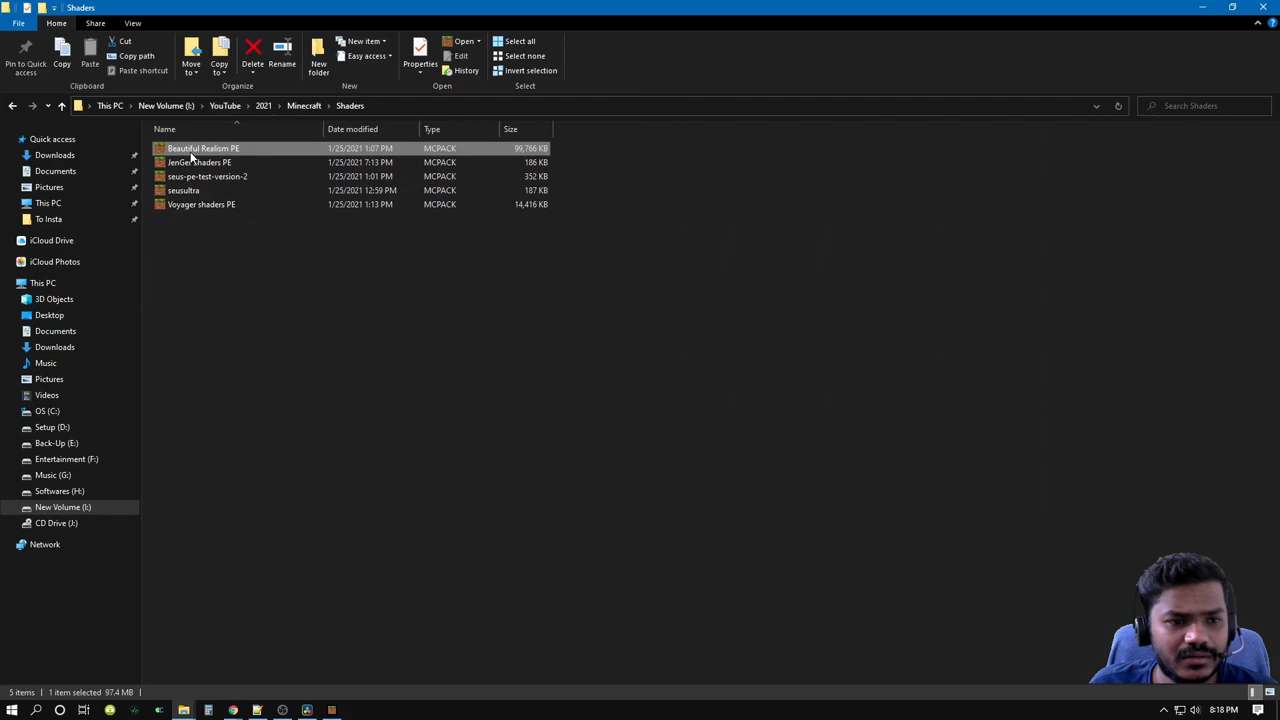 Shaders
File Home Share View
Pin to Quick access
Copy
Paste
Cut
Copy path
Paste shortcut
Clipboard
Move to
Copy to
Delete
Rename
Organize
New folder
New item
Easy access
New
Properties
Open
Edit
History
Open
Select all
Select none
Invert selection
Select
This PC › New Volume (I:) › YouTube › 2021 › Minecraft › Shaders
Search Shaders
Name Date modified Type Size
Beautiful Realism PE 1/25/2021 1:07 PM MCPACK 99,766 KB
JenGer shaders PE 1/25/2021 7:13 PM MCPACK 186 KB
seus-pe-test-version-2 1/25/2021 1:01 PM MCPACK 352 KB
seusultra 1/25/2021 12:59 PM MCPACK 187 KB
Voyager shaders PE 1/25/2021 1:13 PM MCPACK 14,416 KB
Quick access
Downloads
Documents
Pictures
This PC
To Insta
iCloud Drive
iCloud Photos
This PC
3D Objects
Desktop
Documents
Downloads
Music
Pictures
Videos
OS (C:)
Setup (D:)
Back-Up (E:)
Entertainment (F:)
Music (G:)
Softwares (H:)
New Volume (I:)
CD Drive (J:)
Network
5 items 1 item selected 97.4 MB
8:18 PM